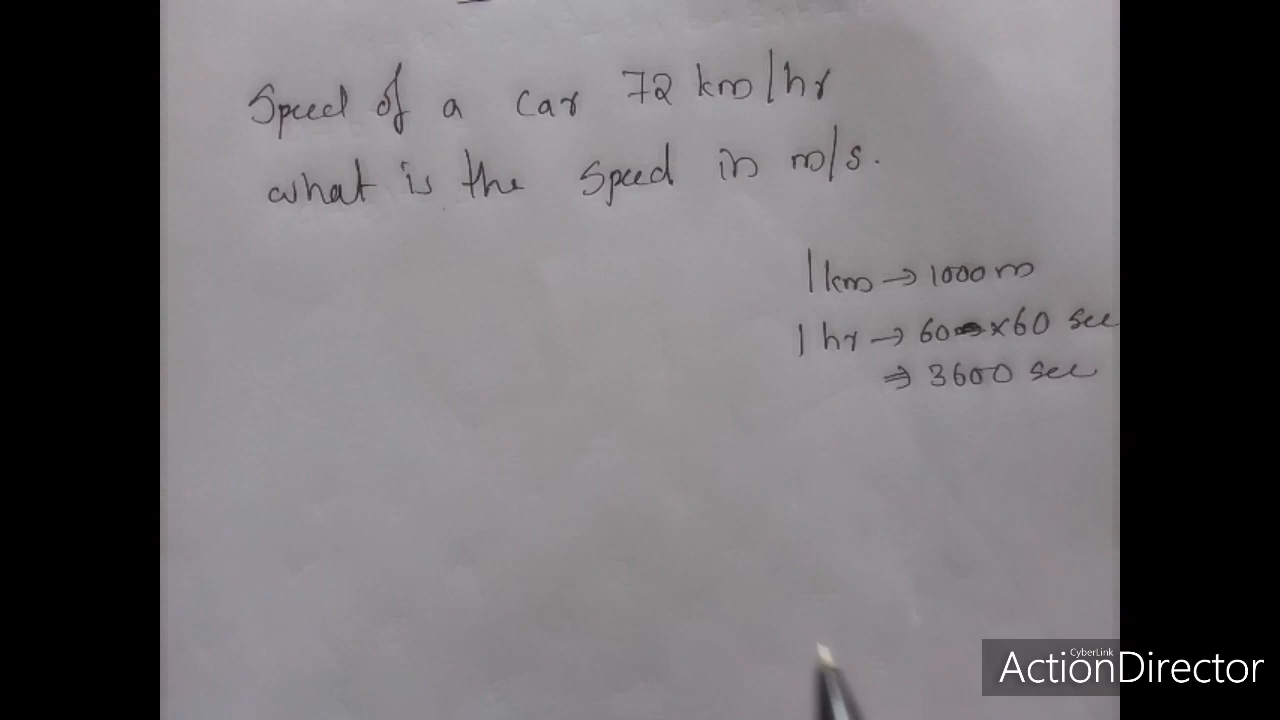 Speed of a car 72 km/hr
what is the speed in m/s.
1 km → 1000 m
1 hr → 60 × 60 sec
⇒ 3600 sec
CyberLink
ActionDirector